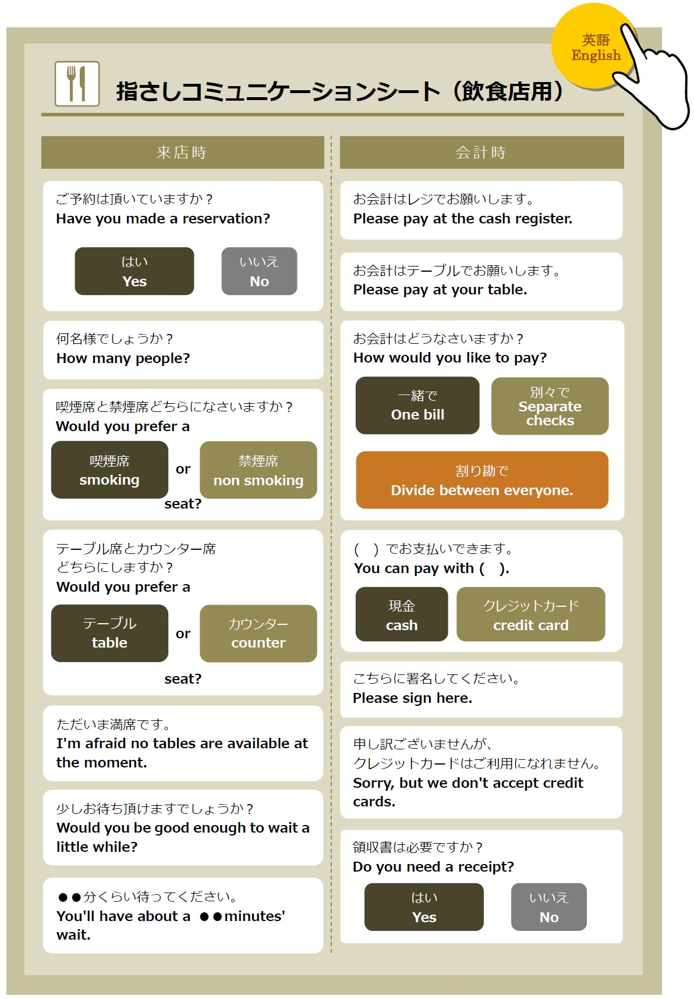 英語
English
指さしコミュニケーションシート（飲食店用）
来店時
ご予約は頂いていますか？
Have you made a reservation?
はい
Yes
いいえ
No
何名様でしょうか？
How many people?
喫煙席と禁煙席どちらになさいますか？
Would you prefer a
喫煙席
smoking
or
禁煙席
non smoking
seat?
テーブル席とカウンター席
どちらにしますか？
Would you prefer a
テーブル
table
or
カウンター
counter
seat?
ただいま満席です。
I'm afraid no tables are available at
the moment.
少しお待ち頂けますでしょうか？
Would you be good enough to wait a
little while?
●●分くらい待ってください。
You'll have about a ●●minutes'
wait.
会計時
お会計はレジでお願いします。
Please pay at the cash register.
お会計はテーブルでお願いします。
Please pay at your table.
お会計はどうなさいますか？
How would you like to pay?
一緒で
One bill
別々で
Separate
checks
割り勘で
Divide between everyone.
(　) でお支払いできます。
You can pay with (　).
現金
cash
クレジットカード
credit card
こちらに署名してください。
Please sign here.
申し訳ございませんが、
クレジットカードはご利用になれません。
Sorry, but we don't accept credit
cards.
領収書は必要ですか？
Do you need a receipt?
はい
Yes
いいえ
No